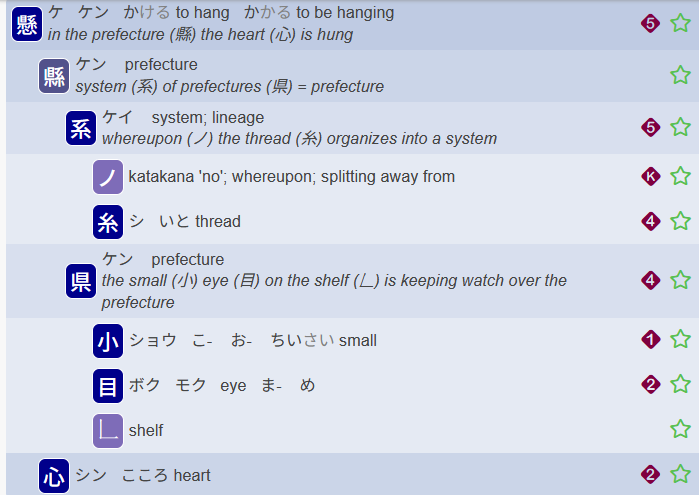 懸 ケ ケン かける to hang かかる to be hanging 5
in the prefecture (縣) the heart (心) is hung
縣 ケン prefecture
system (系) of prefectures (県) = prefecture
系 ケイ system; lineage 5
whereupon (ノ) the thread (糸) organizes into a system
ノ katakana 'no'; whereupon; splitting away from K
糸 シ いと thread 4
県 ケン prefecture 4
the small (小) eye (目) on the shelf (𠃊) is keeping watch over the
prefecture
小 ショウ こ- お- ちいさい small 1
目 ボク モク eye ま- め 2
𠃊 shelf
心 シン こころ heart 2